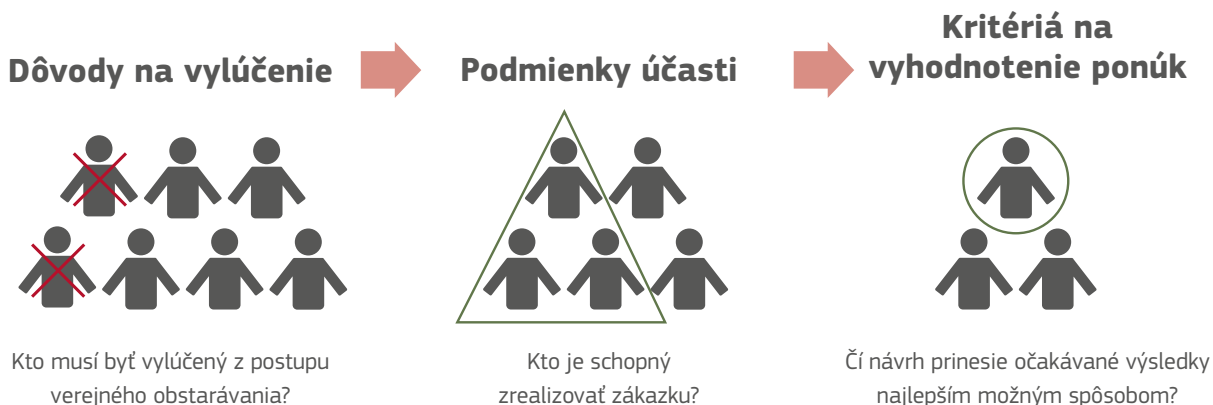 Dôvody na vylúčenie
Podmienky účasti
Kritériá na
vyhodnotenie ponúk
Kto musí byť vylúčený z postupu
verejného obstarávania?
Kto je schopný
zrealizovať zákazku?
Čí návrh prinesie očakávané výsledky
najlepším možným spôsobom?